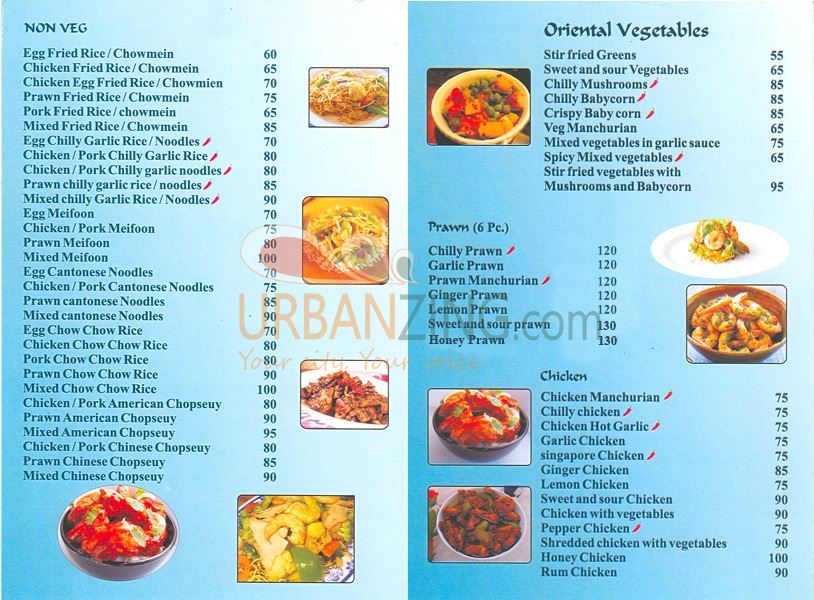 NON VEG
Egg Fried Rice / Chowmein 60
Chicken Fried Rice / Chowmein 65
Chicken Egg Fried Rice / Chowmien 70
Prawn Fried Rice / Chowmein 75
Pork Fried Rice / chowmein 65
Mixed Fried Rice / Chowmein 85
Egg Chilly Garlic Rice / Noodles 70
Chicken / Pork Chilly Garlic Rice 80
Chicken / Pork Chilly garlic noodles 80
Prawn chilly garlic rice / noodles 85
Mixed chilly Garlic Rice / Noodles 90
Egg Meifoon 70
Chicken / Pork Meifoon 75
Prawn Meifoon 80
Mixed Meifoon 100
Egg Cantonese Noodles 70
Chicken / Pork Cantonese Noodles 75
Prawn cantonese Noodles 85
Mixed cantonese Noodles 90
Egg Chow Chow Rice 70
Chicken Chow Chow Rice 80
Pork Chow Chow Rice 80
Prawn Chow Chow Rice 90
Mixed Chow Chow Rice 100
Chicken / Pork American Chopseuy 80
Prawn American Chopseuy 90
Mixed American Chopseuy 95
Chicken / Pork Chinese Chopseuy 80
Prawn Chinese Chopseuy 85
Mixed Chinese Chopseuy 90
URBANZING.com
Your city. Your voice.
Oriental Vegetables
Stir fried Greens 55
Sweet and sour Vegetables 65
Chilly Mushrooms 85
Chilly Babycorn 85
Crispy Baby corn 85
Veg Manchurian 65
Mixed vegetables in garlic sauce 75
Spicy Mixed vegetables 65
Stir fried vegetables with
Mushrooms and Babycorn 95
Prawn (6 Pc.)
Chilly Prawn 120
Garlic Prawn 120
Prawn Manchurian 120
Ginger Prawn 120
Lemon Prawn 120
Sweet and sour prawn 130
Honey Prawn 130
Chicken
Chicken Manchurian 75
Chilly chicken 75
Chicken Hot Garlic 75
Garlic Chicken 75
singapore Chicken 75
Ginger Chicken 85
Lemon Chicken 75
Sweet and sour Chicken 90
Chicken with vegetables 90
Pepper Chicken 75
Shredded chicken with vegetables 90
Honey Chicken 100
Rum Chicken 90